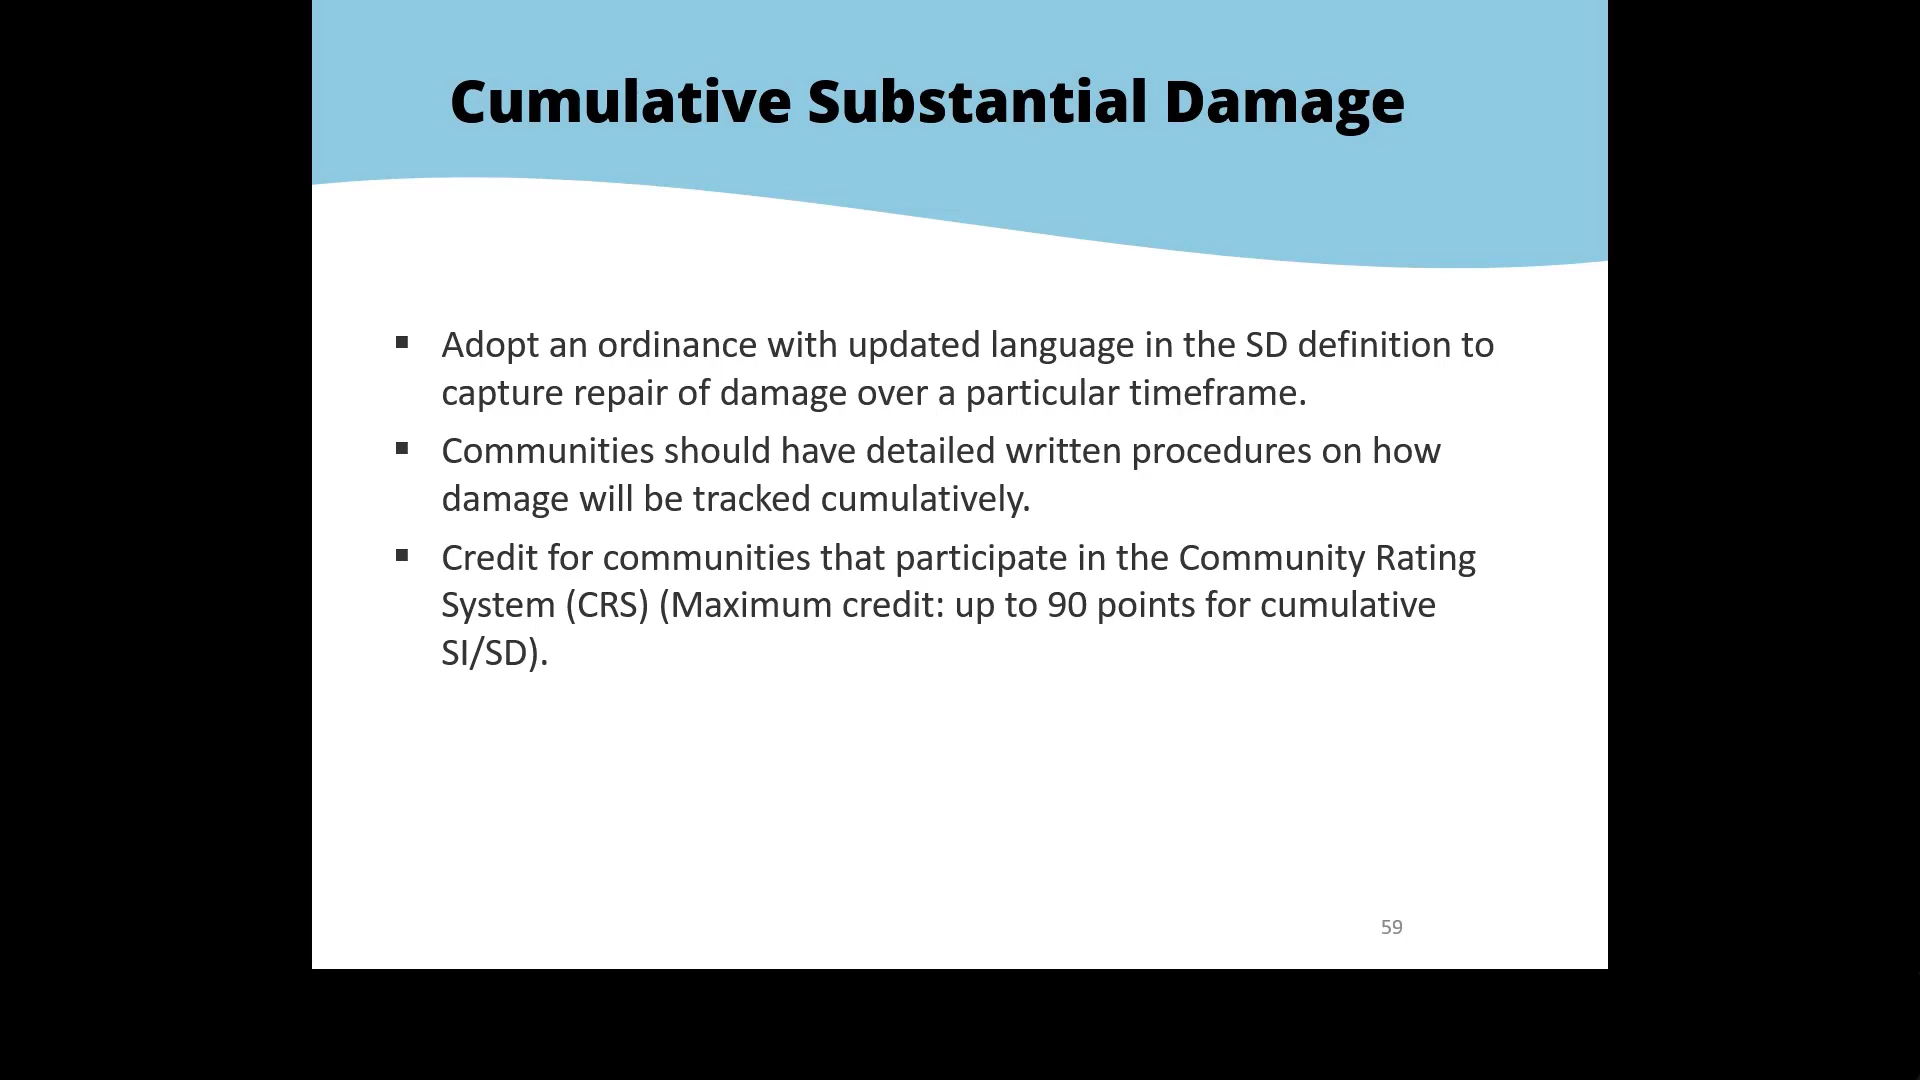 Cumulative Substantial Damage
▪ Adopt an ordinance with updated language in the SD definition to
capture repair of damage over a particular timeframe.
▪ Communities should have detailed written procedures on how
damage will be tracked cumulatively.
▪ Credit for communities that participate in the Community Rating
System (CRS) (Maximum credit: up to 90 points for cumulative
SI/SD).
59